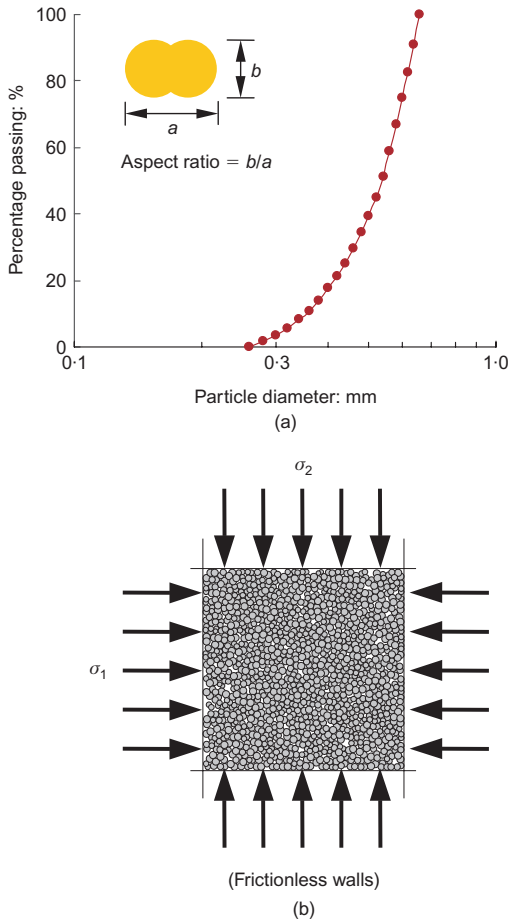 100
80
60
40
20
0
Percentage passing: %
b
a
Aspect ratio = b/a
0·1
0·3
1·0
Particle diameter: mm
(a)
σ2
σ1
(Frictionless walls)
(b)